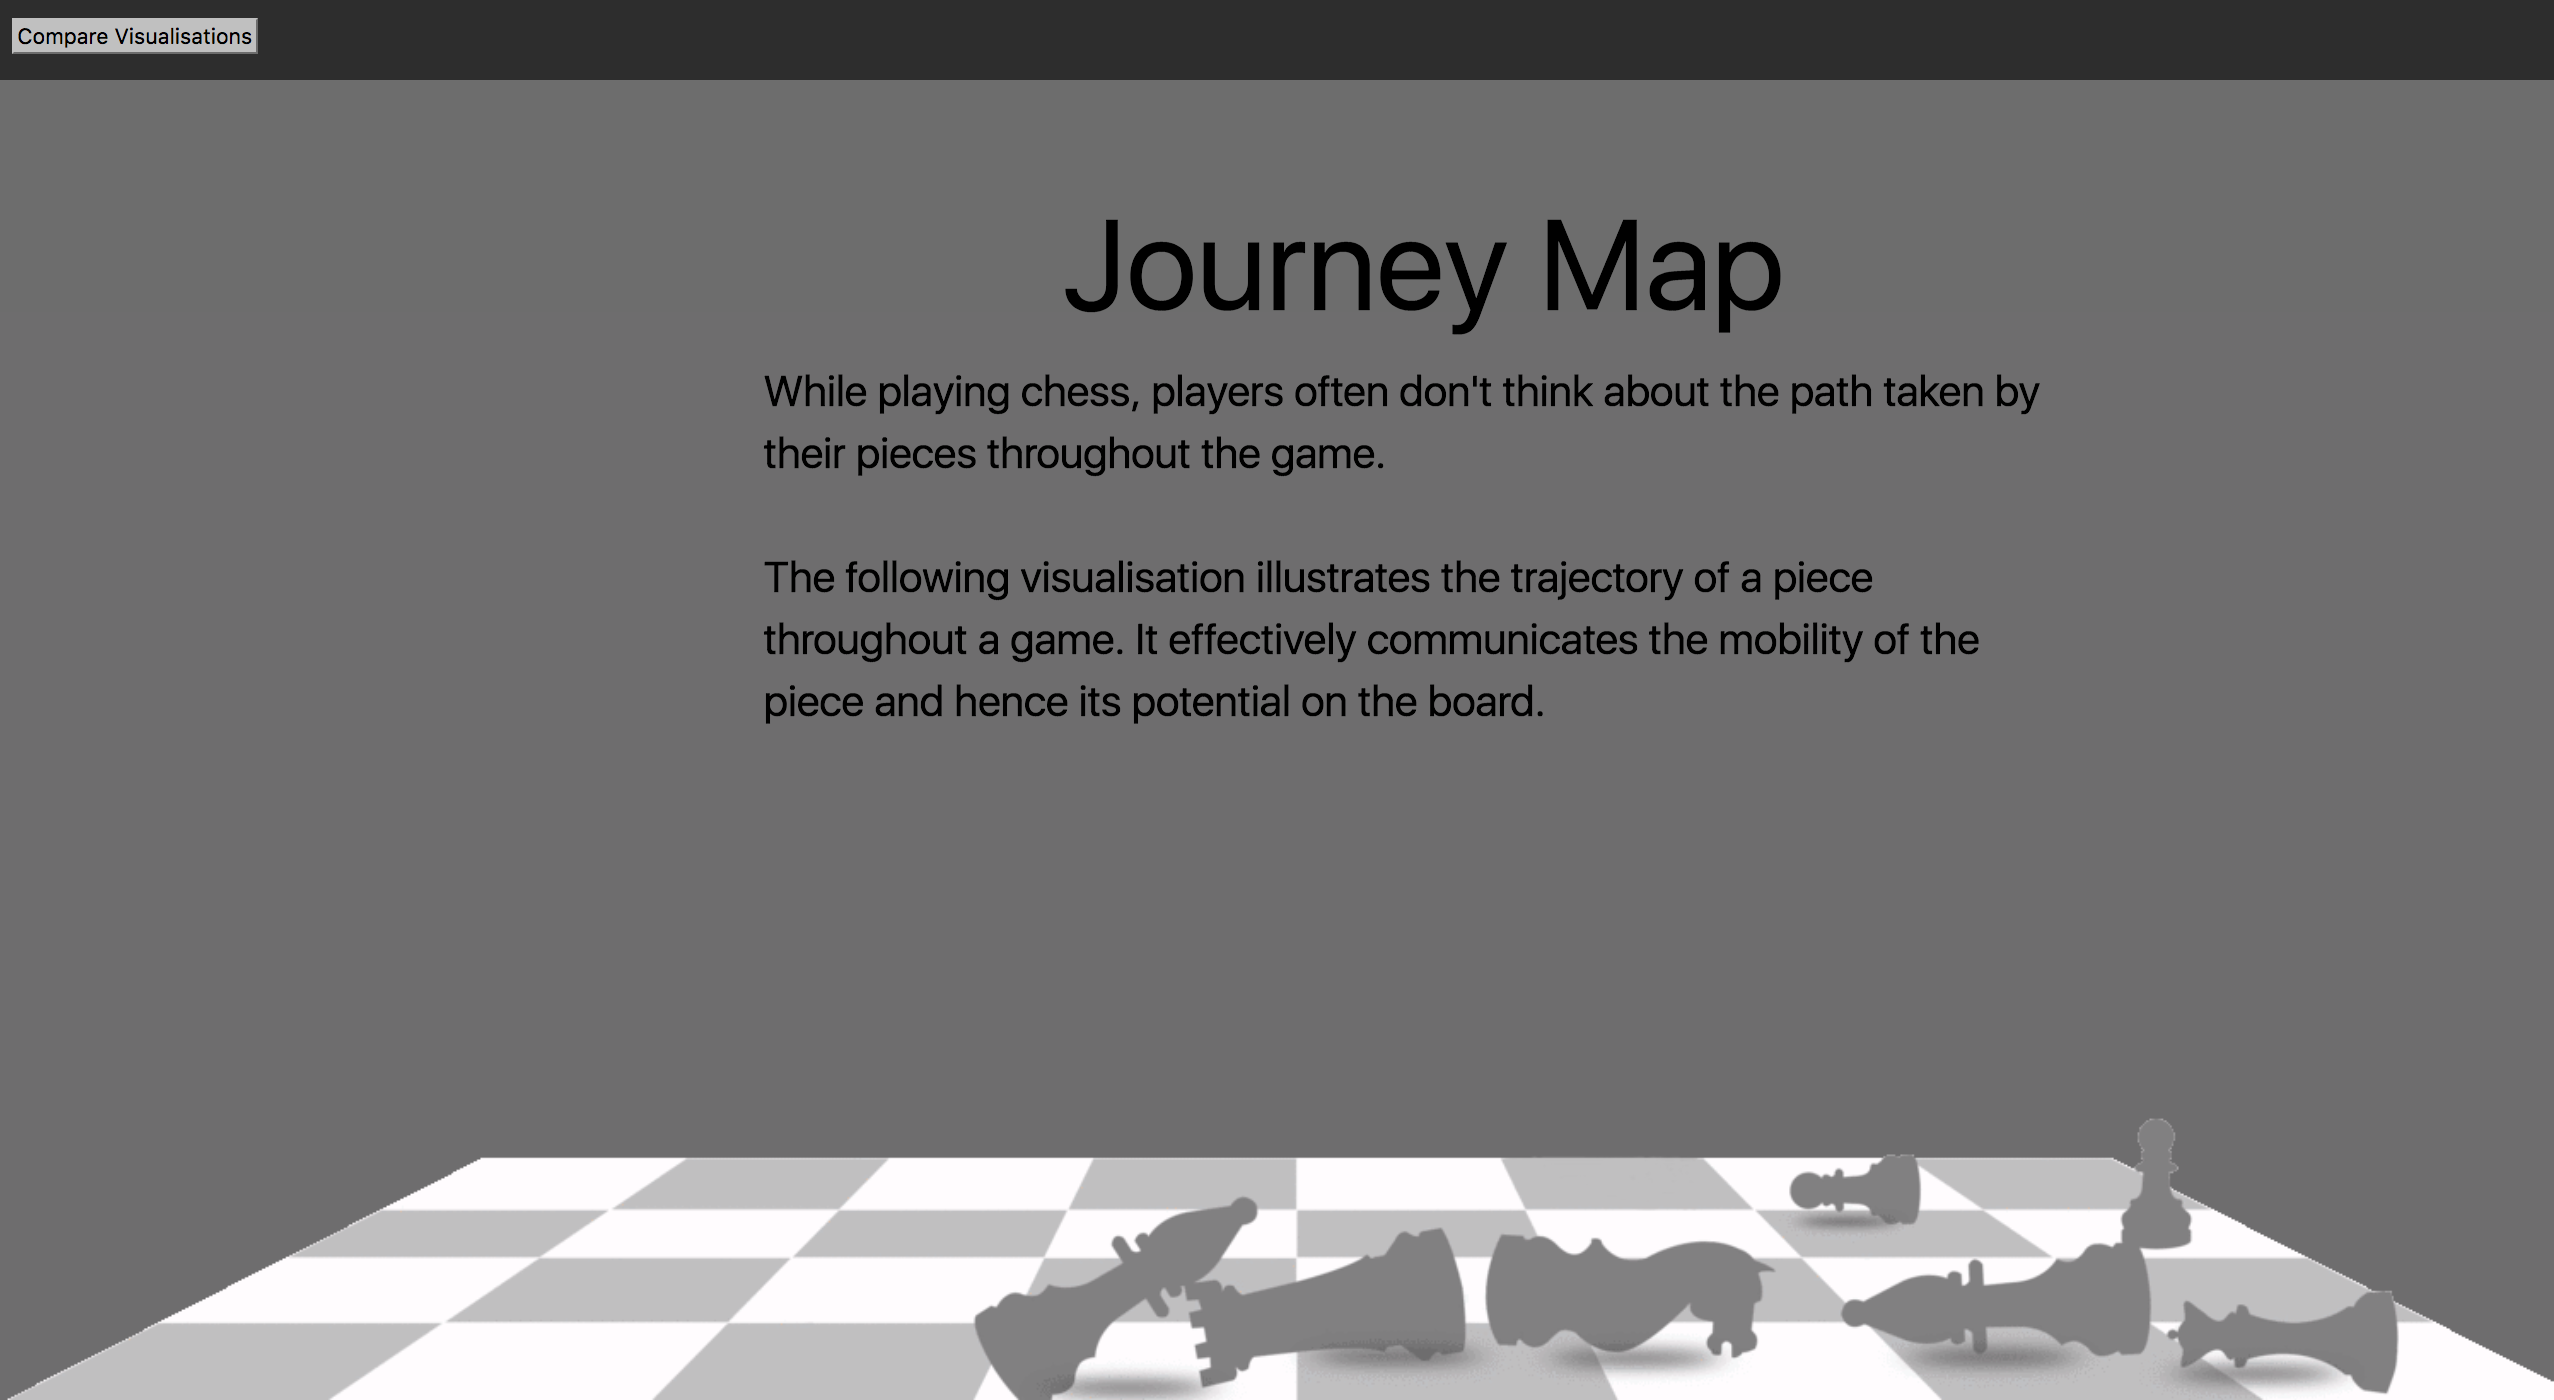 Compare Visualisations
Journey Map
While playing chess, players often don't think about the path taken by
their pieces throughout the game.
The following visualisation illustrates the trajectory of a piece
throughout a game. It effectively communicates the mobility of the
piece and hence its potential on the board.